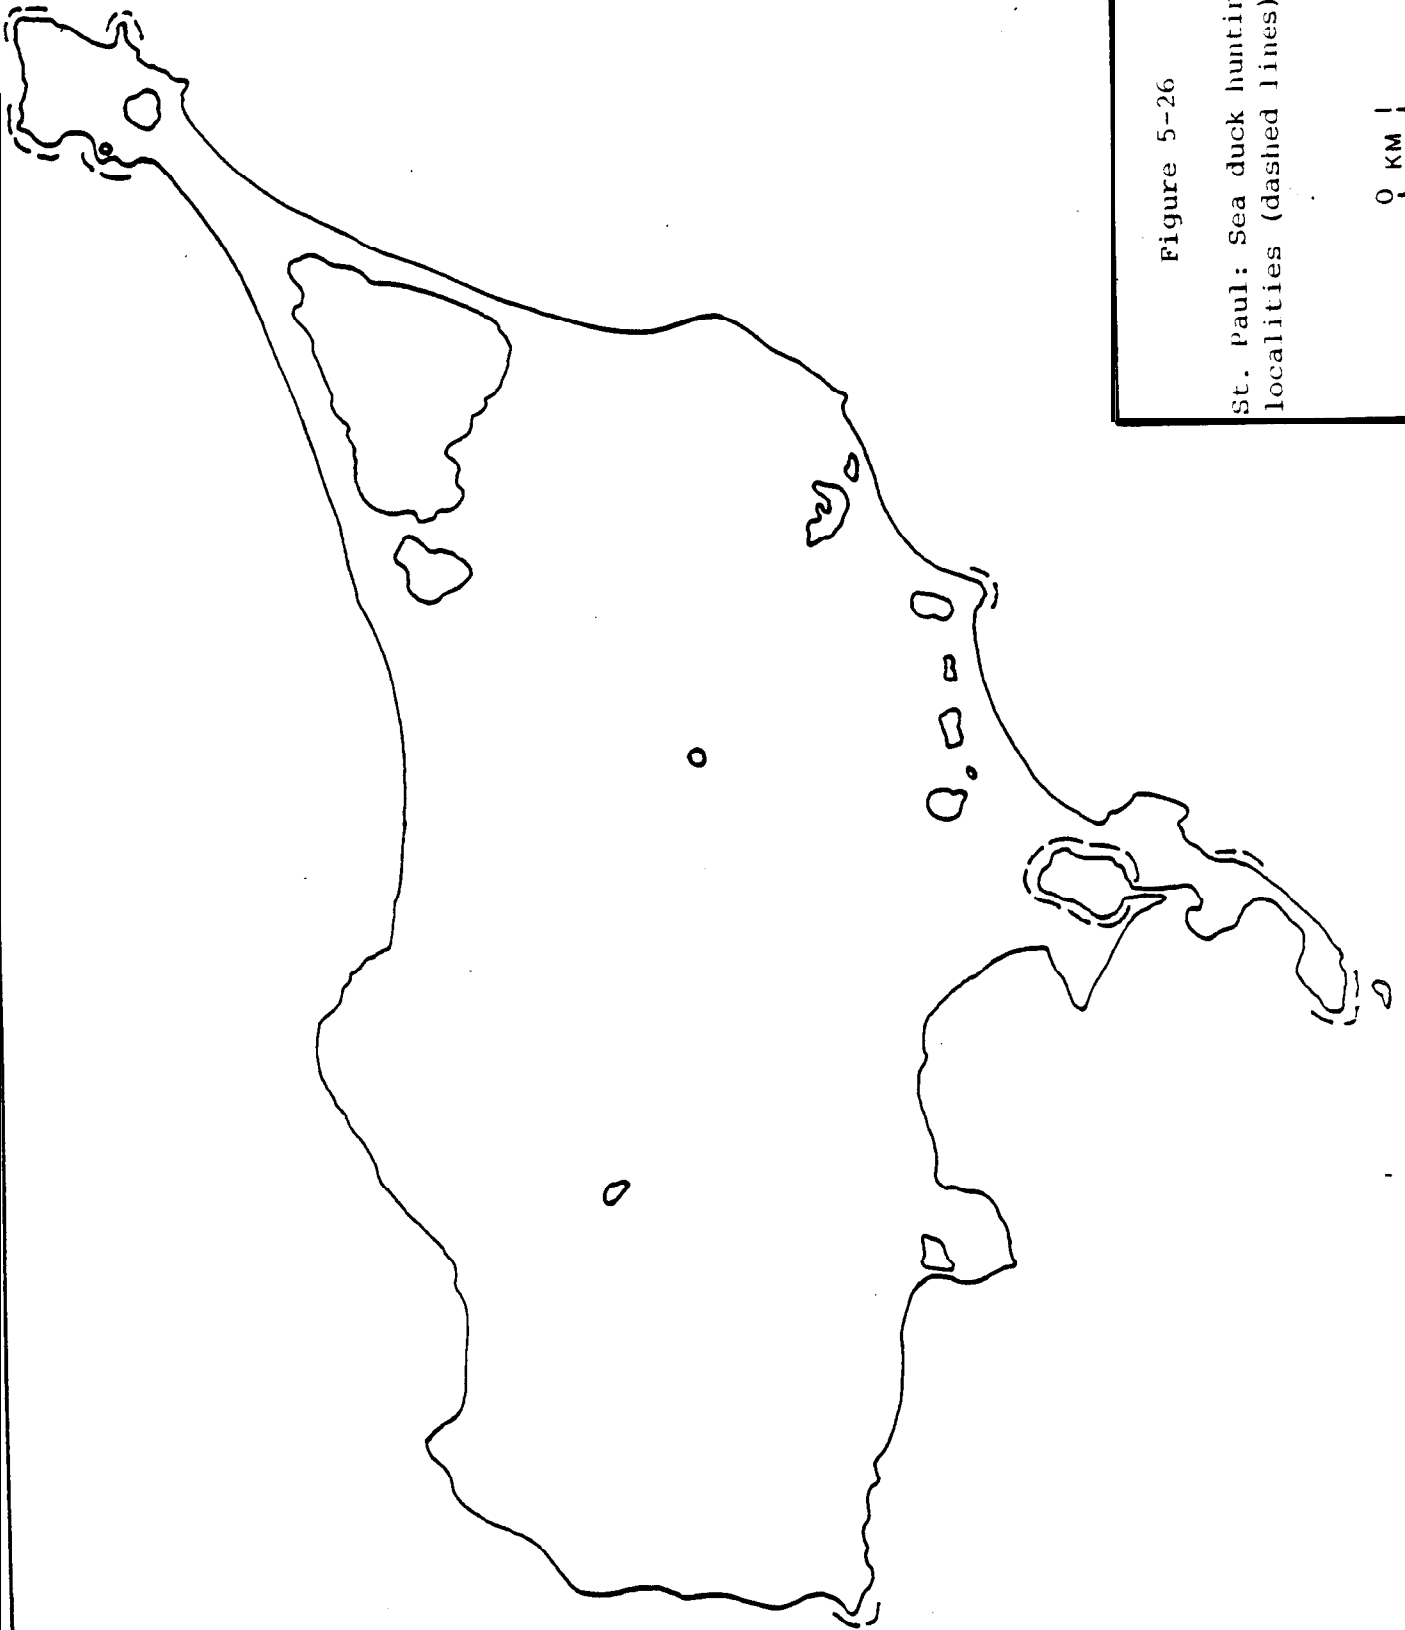 Figure 5-26
St. Paul: Sea duck huntin
localities (dashed lines)
0
KM